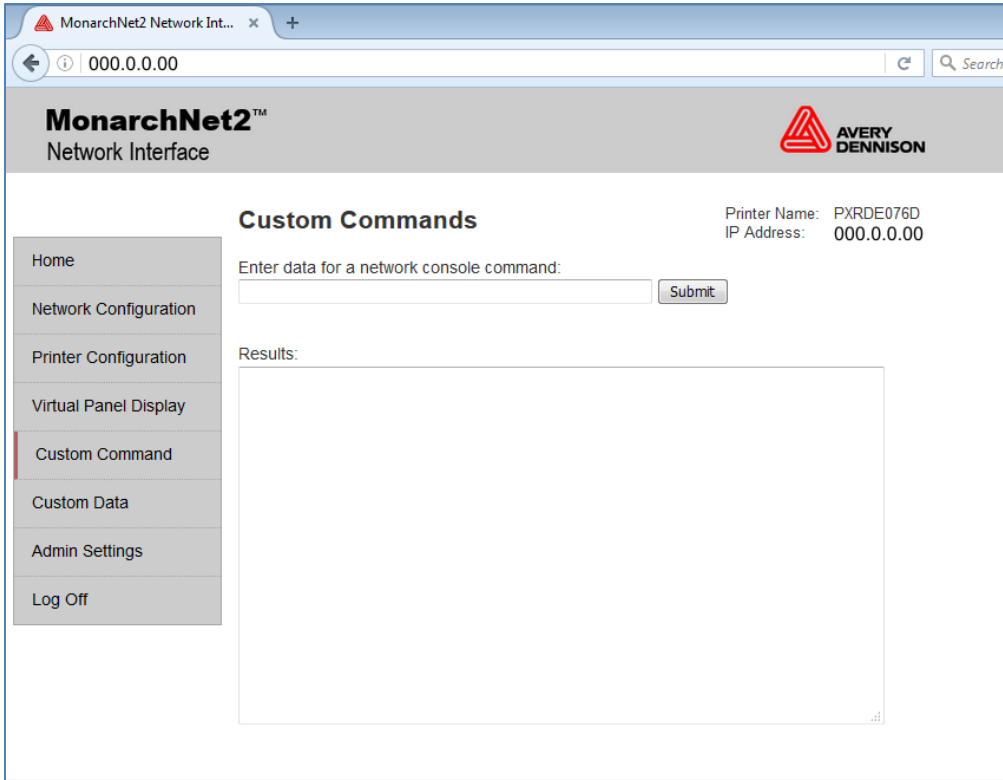 MonarchNet2 Network Int... × +
000.0.0.00
Search
MonarchNet2™
Network Interface
AVERY
DENNISON
Custom Commands
Printer Name: PXRDE076D
IP Address: 000.0.0.00
Home
Network Configuration
Printer Configuration
Virtual Panel Display
Custom Command
Custom Data
Admin Settings
Log Off
Enter data for a network console command:
Submit
Results: